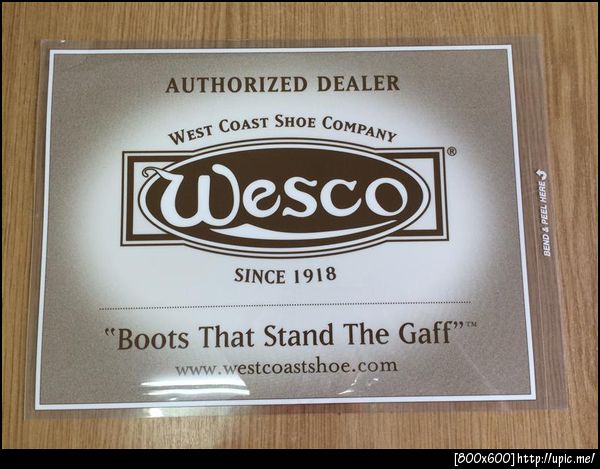 AUTHORIZED DEALER
WEST COAST SHOE COMPANY
Wesco®
SINCE 1918
"Boots That Stand The Gaff"™
www.westcoastshoe.com
BEND & PEEL HERE
[800x600]http://upic.me/